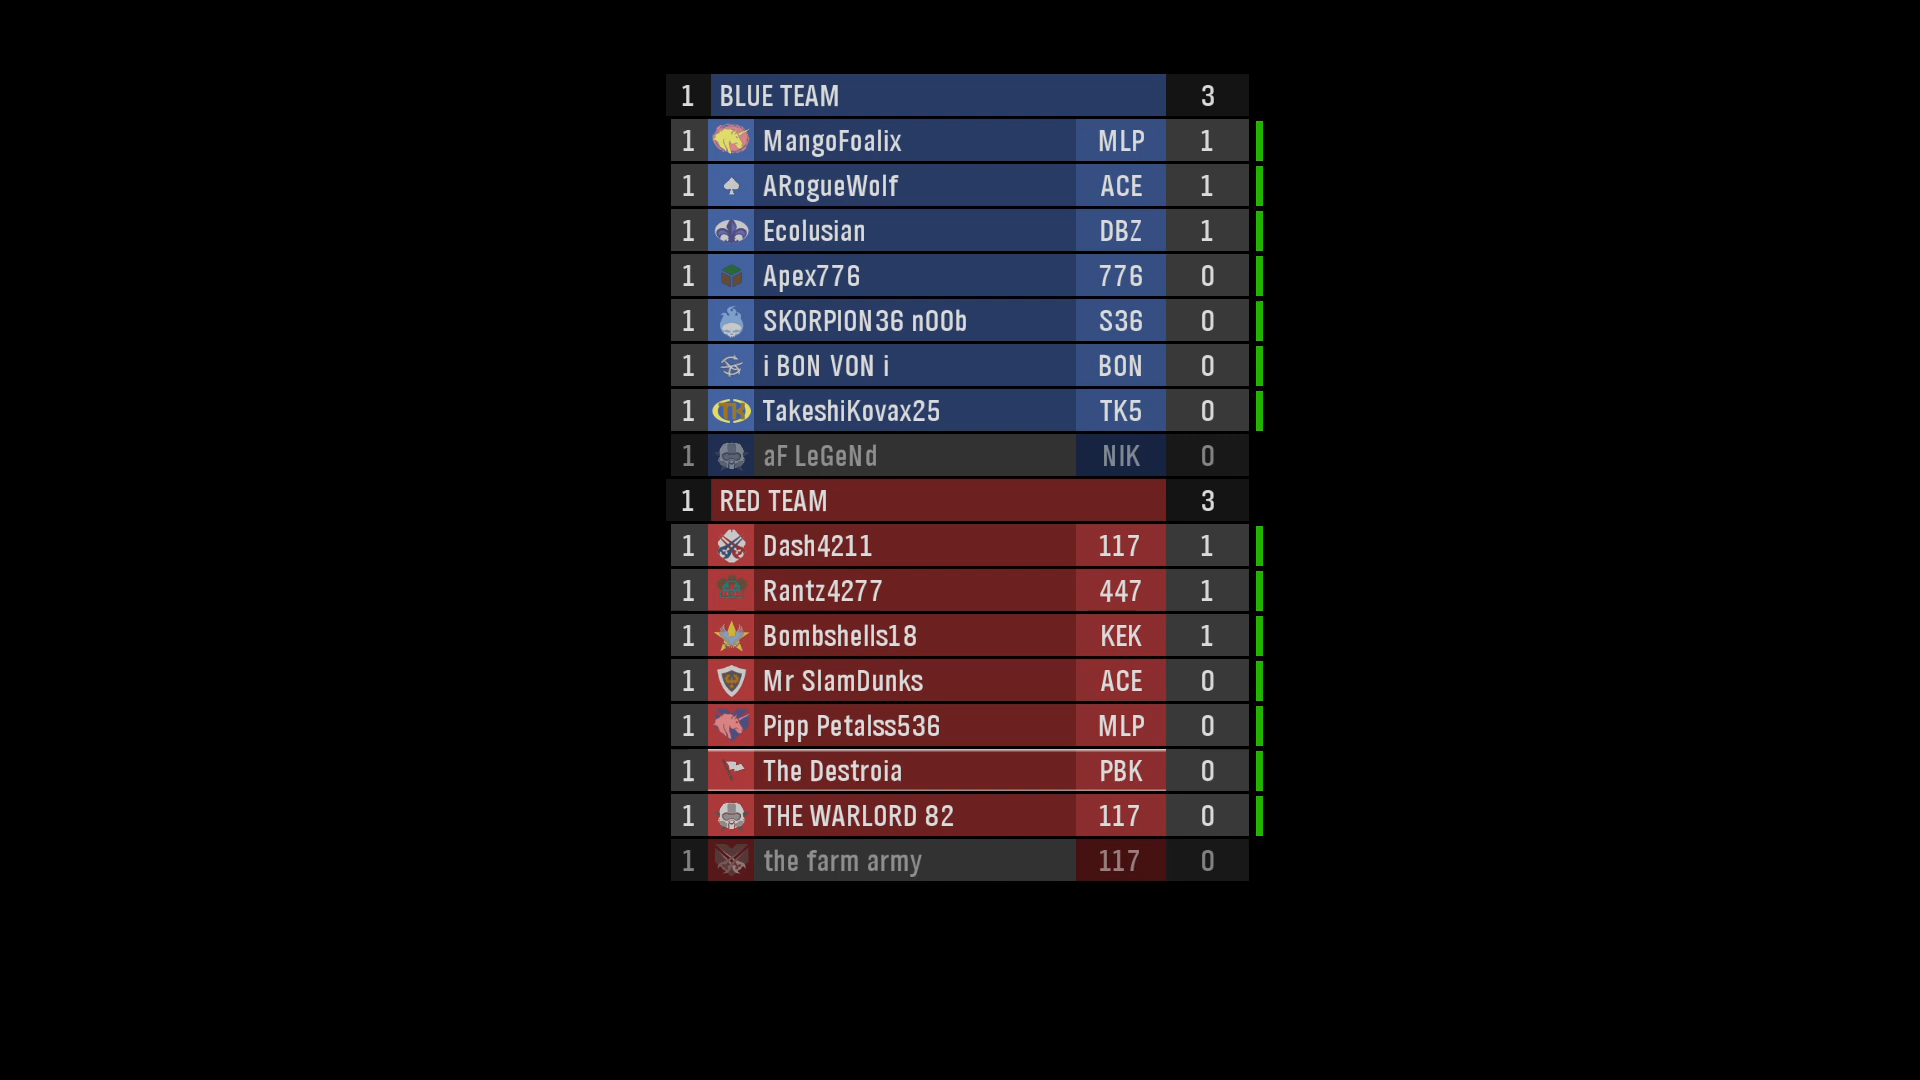 1 BLUE TEAM 3
1 MangoFoalix MLP 1
1 ARogueWolf ACE 1
1 Ecolusian DBZ 1
1 Apex776 776 0
1 SKORPION36 n00b S36 0
1 i BON VON i BON 0
1 TK TakeshiKovax25 TK5 0
1 aF LeGeNd NIK 0
1 RED TEAM 3
1 Dash4211 117 1
1 Rantz4277 447 1
1 Bombshells18 KEK 1
1 Mr SlamDunks ACE 0
1 Pipp Petalss536 MLP 0
1 The Destroia PBK 0
1 THE WARLORD 82 117 0
1 the farm army 117 0